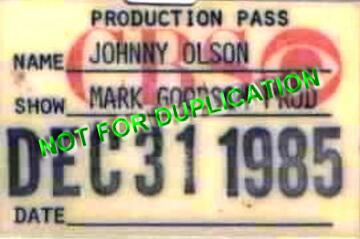 PRODUCTION PASS
NAME JOHNNY OLSON
CBS
SHOW MARK GOODSON PROD
NOT FOR DUPLICATION
DEC 31 1985
DATE